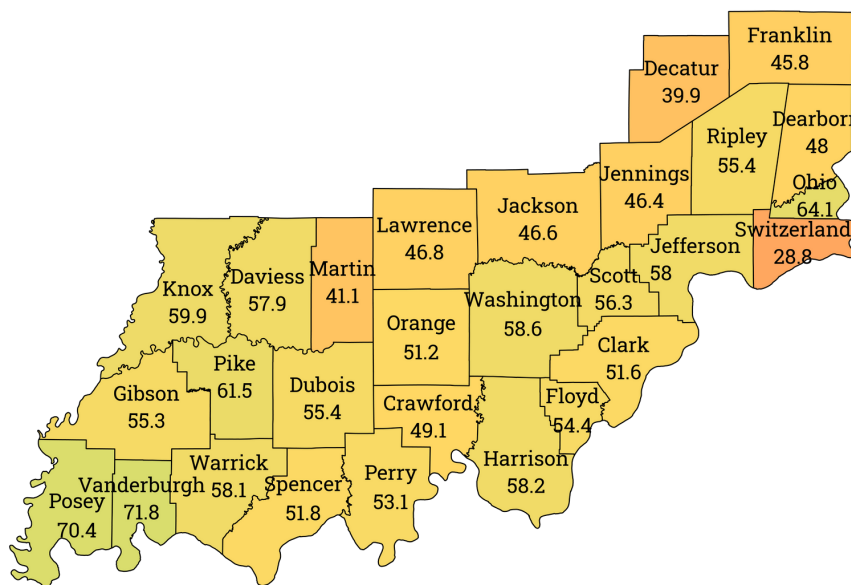 Franklin
45.8
Decatur
39.9
Dearborn
48
Ripley
55.4
Jennings
46.4
Ohio
64.1
Jackson
46.6
Lawrence
46.8
Switzerland
28.8
Jefferson
58
Martin
41.1
Daviess
57.9
Scott
56.3
Knox
59.9
Washington
58.6
Orange
51.2
Clark
51.6
Pike
61.5
Dubois
55.4
Gibson
55.3
Floyd
54.4
Crawford
49.1
Harrison
58.2
Warrick
58.1
Perry
53.1
Spencer
51.8
Vanderburgh
71.8
Posey
70.4